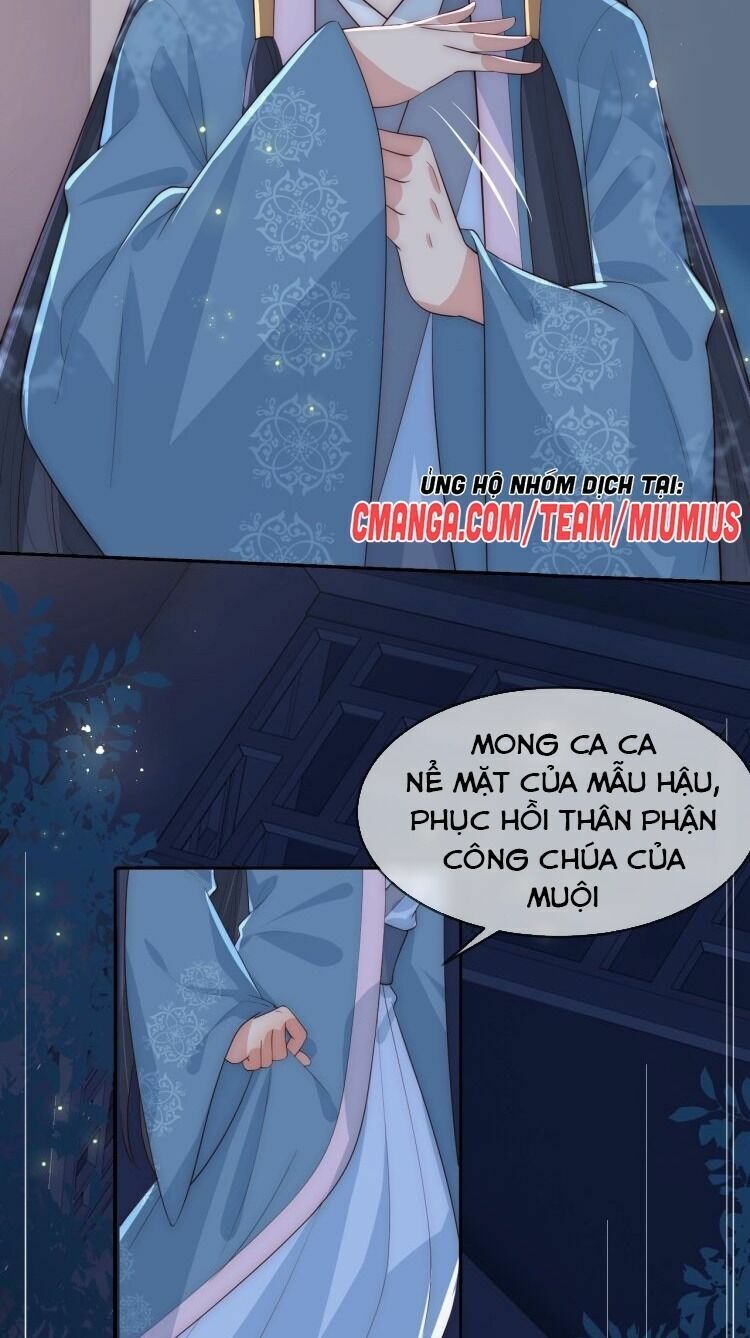 ỦNG HỘ NHÓM DỊCH TẠI:
CMANGA.COM/TEAM/MIUMIUS
MONG CA CA
NỂ MẶT CỦA MẪU HẬU,
PHỤC HỒI THÂN PHẬN
CÔNG CHÚA CỦA
MUỘI